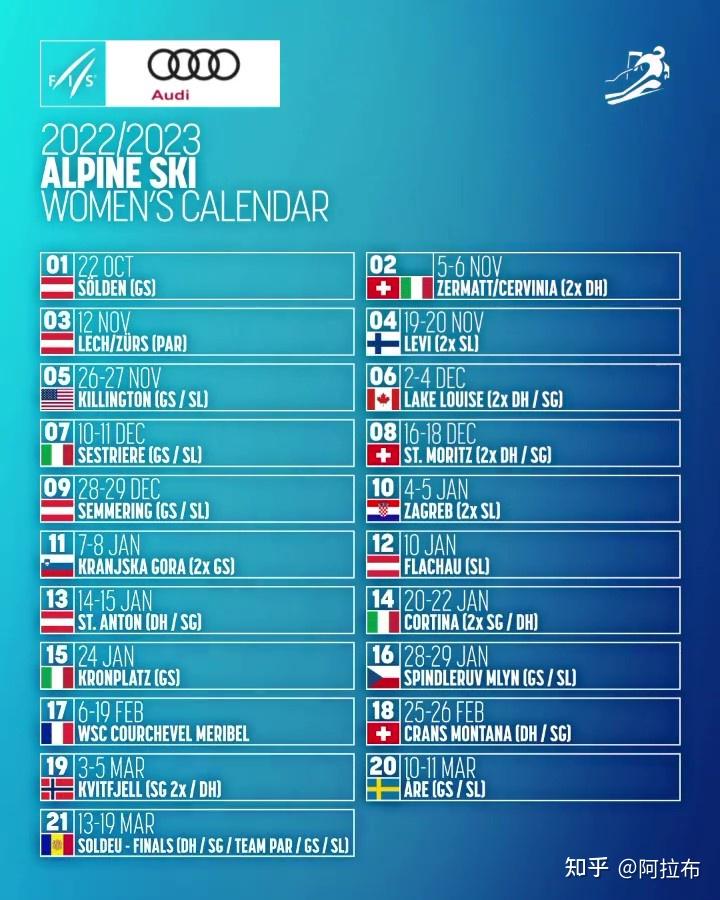 FIS
Audi
2022/2023
ALPINE SKI
WOMEN'S CALENDAR
01 22 OCT
SÖLDEN (GS)
02 5-6 NOV
ZERMATT/CERVINIA (2x DH)
03 12 NOV
LECH/ZÜRS (PAR)
04 19-20 NOV
LEVI (2x SL)
05 26-27 NOV
KILLINGTON (GS / SL)
06 2-4 DEC
LAKE LOUISE (2x DH / SG)
07 10-11 DEC
SESTRIERE (GS / SL)
08 16-18 DEC
ST. MORITZ (2x DH / SG)
09 28-29 DEC
SEMMERING (GS / SL)
10 4-5 JAN
ZAGREB (2x SL)
11 7-8 JAN
KRANJSKA GORA (2x GS)
12 10 JAN
FLACHAU (SL)
13 14-15 JAN
ST. ANTON (DH / SG)
14 20-22 JAN
CORTINA (2x SG / DH)
15 24 JAN
KRONPLATZ (GS)
16 28-29 JAN
SPINDLERUV MLYN (GS / SL)
17 6-19 FEB
WSC COURCHEVEL MERIBEL
18 25-26 FEB
CRANS MONTANA (DH / SG)
19 3-5 MAR
KVITFJELL (SG 2x / DH)
20 10-11 MAR
ÅRE (GS / SL)
21 13-19 MAR
SOLDEU - FINALS (DH / SG / TEAM PAR / GS / SL)
知乎 @阿拉布